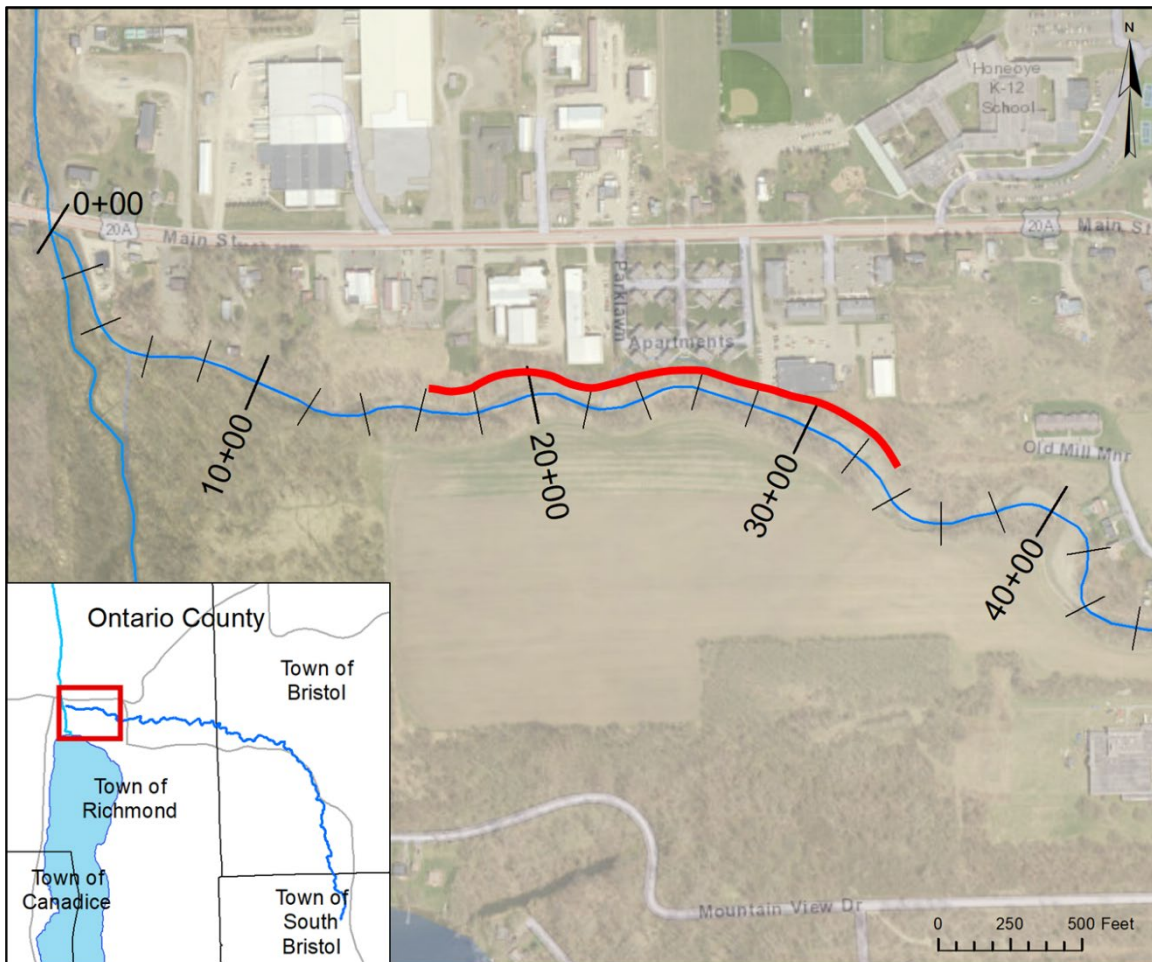 N
Honeoye
K-12
School
0+00
20A
Main St
20A
Main St
Parklawn
Apartments
10+00
20+00
30+00
Old Mill Mnr
40+00
Ontario County
Town of
Bristol
Town of
Richmond
Town of
Canadice
Town of
South
Bristol
Mountain View Dr
0 250 500 Feet